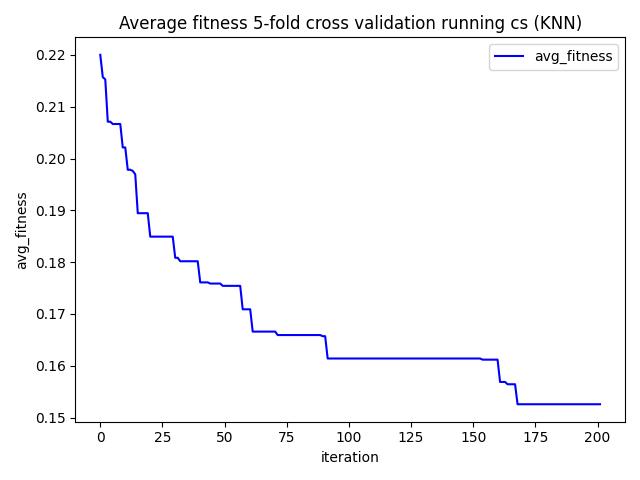 Average fitness 5-fold cross validation running cs (KNN)
avg_fitness
0.22
0.21
0.20
0.19
0.18
0.17
0.16
0.15
avg_fitness
0 25 50 75 100 125 150 175 200
iteration